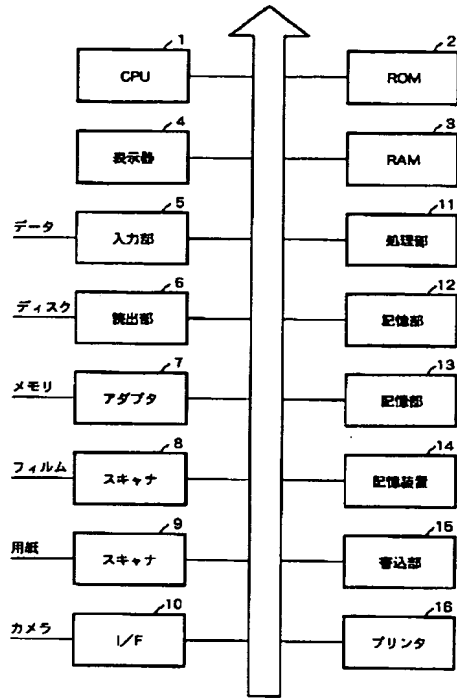 1
CPU
2
ROM
4
表示器
3
RAM
データ
5
入力部
11
処理部
ディスク
6
読出部
12
記憶部
メモリ
7
アダプタ
13
記憶部
フィルム
8
スキャナ
14
記憶装置
用紙
9
スキャナ
15
書込部
カメラ
10
I/F
16
プリンタ